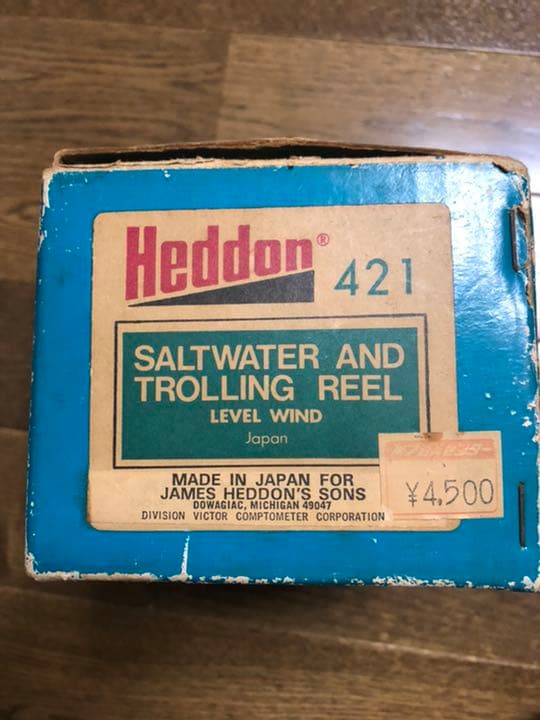 Heddon®
421
SALTWATER AND
TROLLING REEL
LEVEL WIND
Japan
MADE IN JAPAN FOR
JAMES HEDDON'S SONS
DOWAGIAC, MICHIGAN 49047
DIVISION VICTOR COMPTOMETER CORPORATION
¥4,500